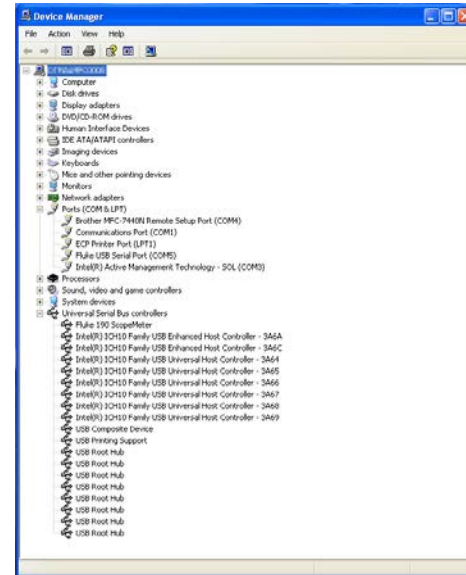 Device Manager
File Action View Help
Computer
Disk drives
Display adapters
DVD/CD-ROM drives
Human Interface Devices
IDE ATA/ATAPI controllers
Imaging devices
Keyboards
Mice and other pointing devices
Monitors
Network adapters
Ports (COM & LPT)
Brother MFC-7440N Remote Setup Port (COM4)
Communications Port (COM1)
ECP Printer Port (LPT1)
Fluke USB Serial Port (COM5)
Intel(R) Active Management Technology - SOL (COM3)
Processors
Sound, video and game controllers
System devices
Universal Serial Bus controllers
Fluke 190 ScopeMeter
Intel(R) ICH10 Family USB Enhanced Host Controller - 3A6A
Intel(R) ICH10 Family USB Enhanced Host Controller - 3A6C
Intel(R) ICH10 Family USB Universal Host Controller - 3A64
Intel(R) ICH10 Family USB Universal Host Controller - 3A65
Intel(R) ICH10 Family USB Universal Host Controller - 3A66
Intel(R) ICH10 Family USB Universal Host Controller - 3A67
Intel(R) ICH10 Family USB Universal Host Controller - 3A68
Intel(R) ICH10 Family USB Universal Host Controller - 3A69
USB Composite Device
USB Printing Support
USB Root Hub
USB Root Hub
USB Root Hub
USB Root Hub
USB Root Hub
USB Root Hub
USB Root Hub
USB Root Hub